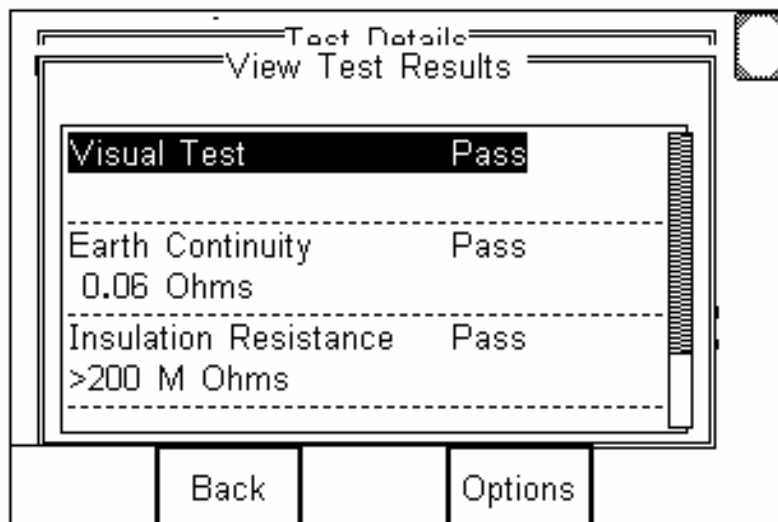 Test Details
View Test Results
Visual Test Pass
Earth Continuity Pass
0.06 Ohms
Insulation Resistance Pass
>200 M Ohms
Back Options